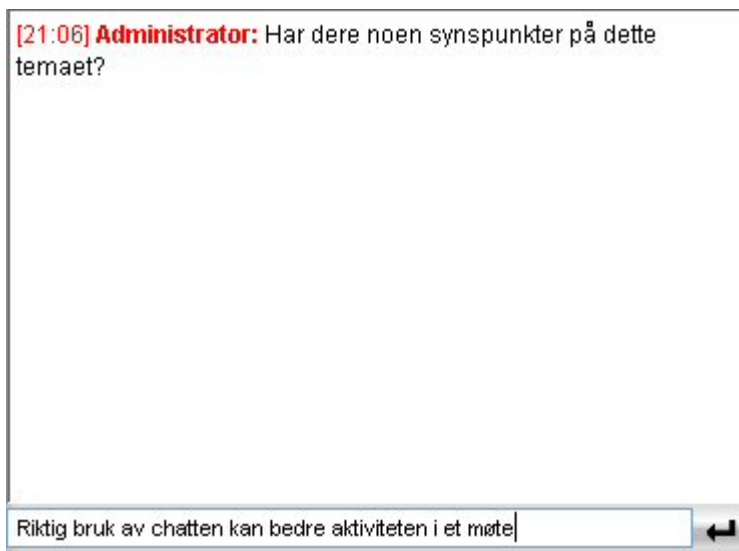 [21:06] Administrator: Har dere noen synspunkter på dette
temaet?
Riktig bruk av chatten kan bedre aktiviteten i et møte